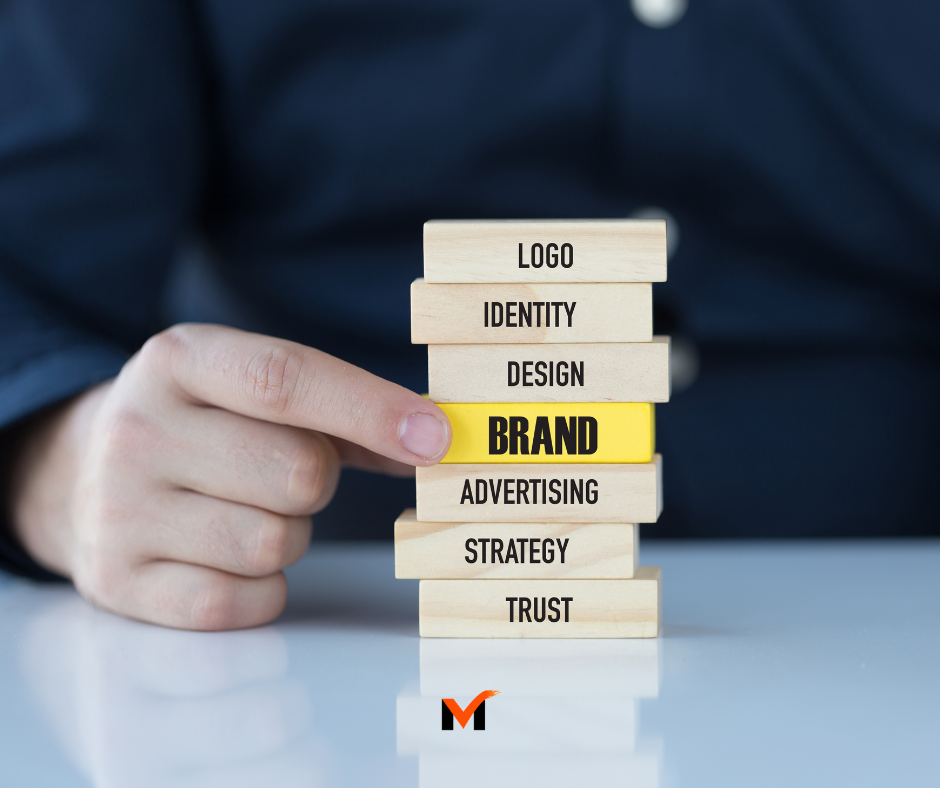 LOGO
IDENTITY
DESIGN
BRAND
ADVERTISING
STRATEGY
TRUST
M